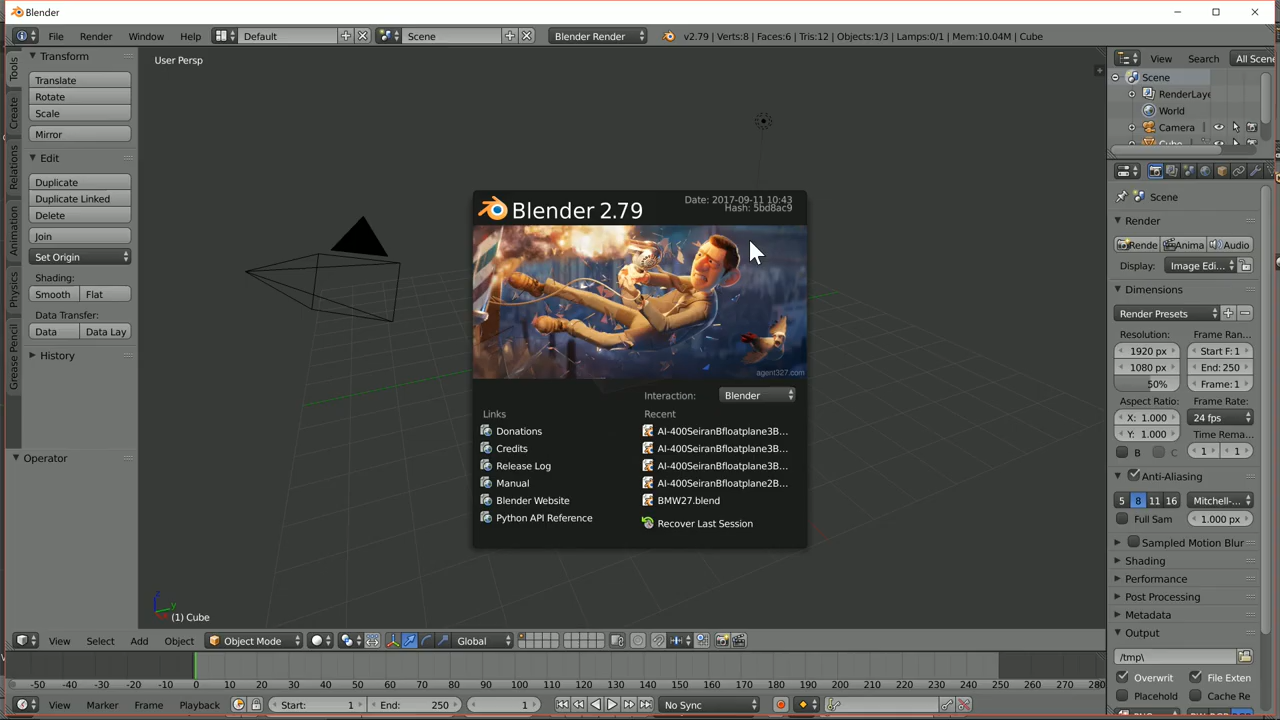 Blender
File Render Window Help Default Scene Blender Render v2.79 | Verts:8 | Faces:6 | Tris:12 | Objects:1/3 | Lamps:0/1 | Mem:10.04M | Cube
Tools
Create
Relations
Animation
Physics
Grease Pencil
Transform
Translate
Rotate
Scale
Mirror
Edit
Duplicate
Duplicate Linked
Delete
Join
Set Origin
Shading:
Smooth Flat
Data Transfer:
Data Data Lay
History
Operator
User Persp
Blender 2.79
Date: 2017-09-11 10:43
Hash: 5bd8ac9
agent327.com
Interaction: Blender
Links
Donations
Credits
Release Log
Manual
Blender Website
Python API Reference
Recent
AI-400SeiranBfloatplane3B...
AI-400SeiranBfloatplane3B...
AI-400SeiranBfloatplane3B...
AI-400SeiranBfloatplane2B...
BMW27.blend
Recover Last Session
z
y
(1) Cube
View Select Add Object Object Mode Global
-50 -40 -30 -20 -10 0 10 20 30 40 50 60 70 80 90 100 110 120 130 140 150 160 170 180 190 200 210 220 230 240 250 260 270 280
View Marker Frame Playback Start: 1 End: 250 1 No Sync
View Search All Scene
Scene
RenderLaye
World
Camera
Scene
Render
Rende Anima Audio
Display: Image Edi...
Dimensions
Render Presets
Resolution: Frame Ran...
1920 px Start F: 1
1080 px End: 250
50% Frame: 1
Aspect Ratio: Frame Rate:
X: 1.000 24 fps
Y: 1.000 Time Rema...
B C 1 1
Anti-Aliasing
5 8 11 16 Mitchell-...
Full Sam 1.000 px
Sampled Motion Blur
Shading
Performance
Post Processing
Metadata
Output
/tmp\
Overwrit File Exten
Placehold Cache Re